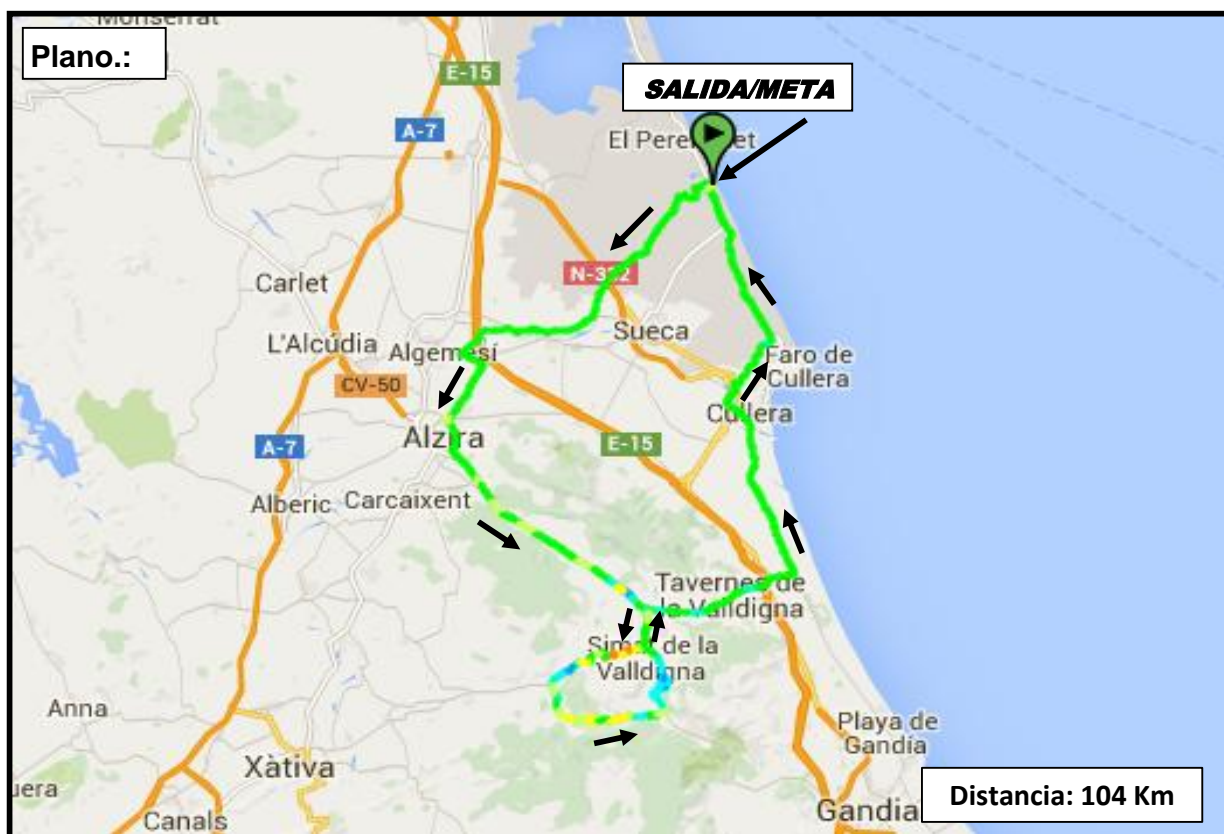 Monserrat
Plano.:
E-15
SALIDA/META
A-7
El Perellonet
N-332
Carlet
Sueca
L'Alcúdia
Algemesí
Faro de
Cullera
CV-50
Cullera
Alzira
E-15
A-7
Alberic
Carcaixent
Tavernes de
la Valldigna
Simat de la
Valldigna
Anna
Playa de
Gandía
Xàtiva
uera
Distancia: 104 Km
Gandia
Canals